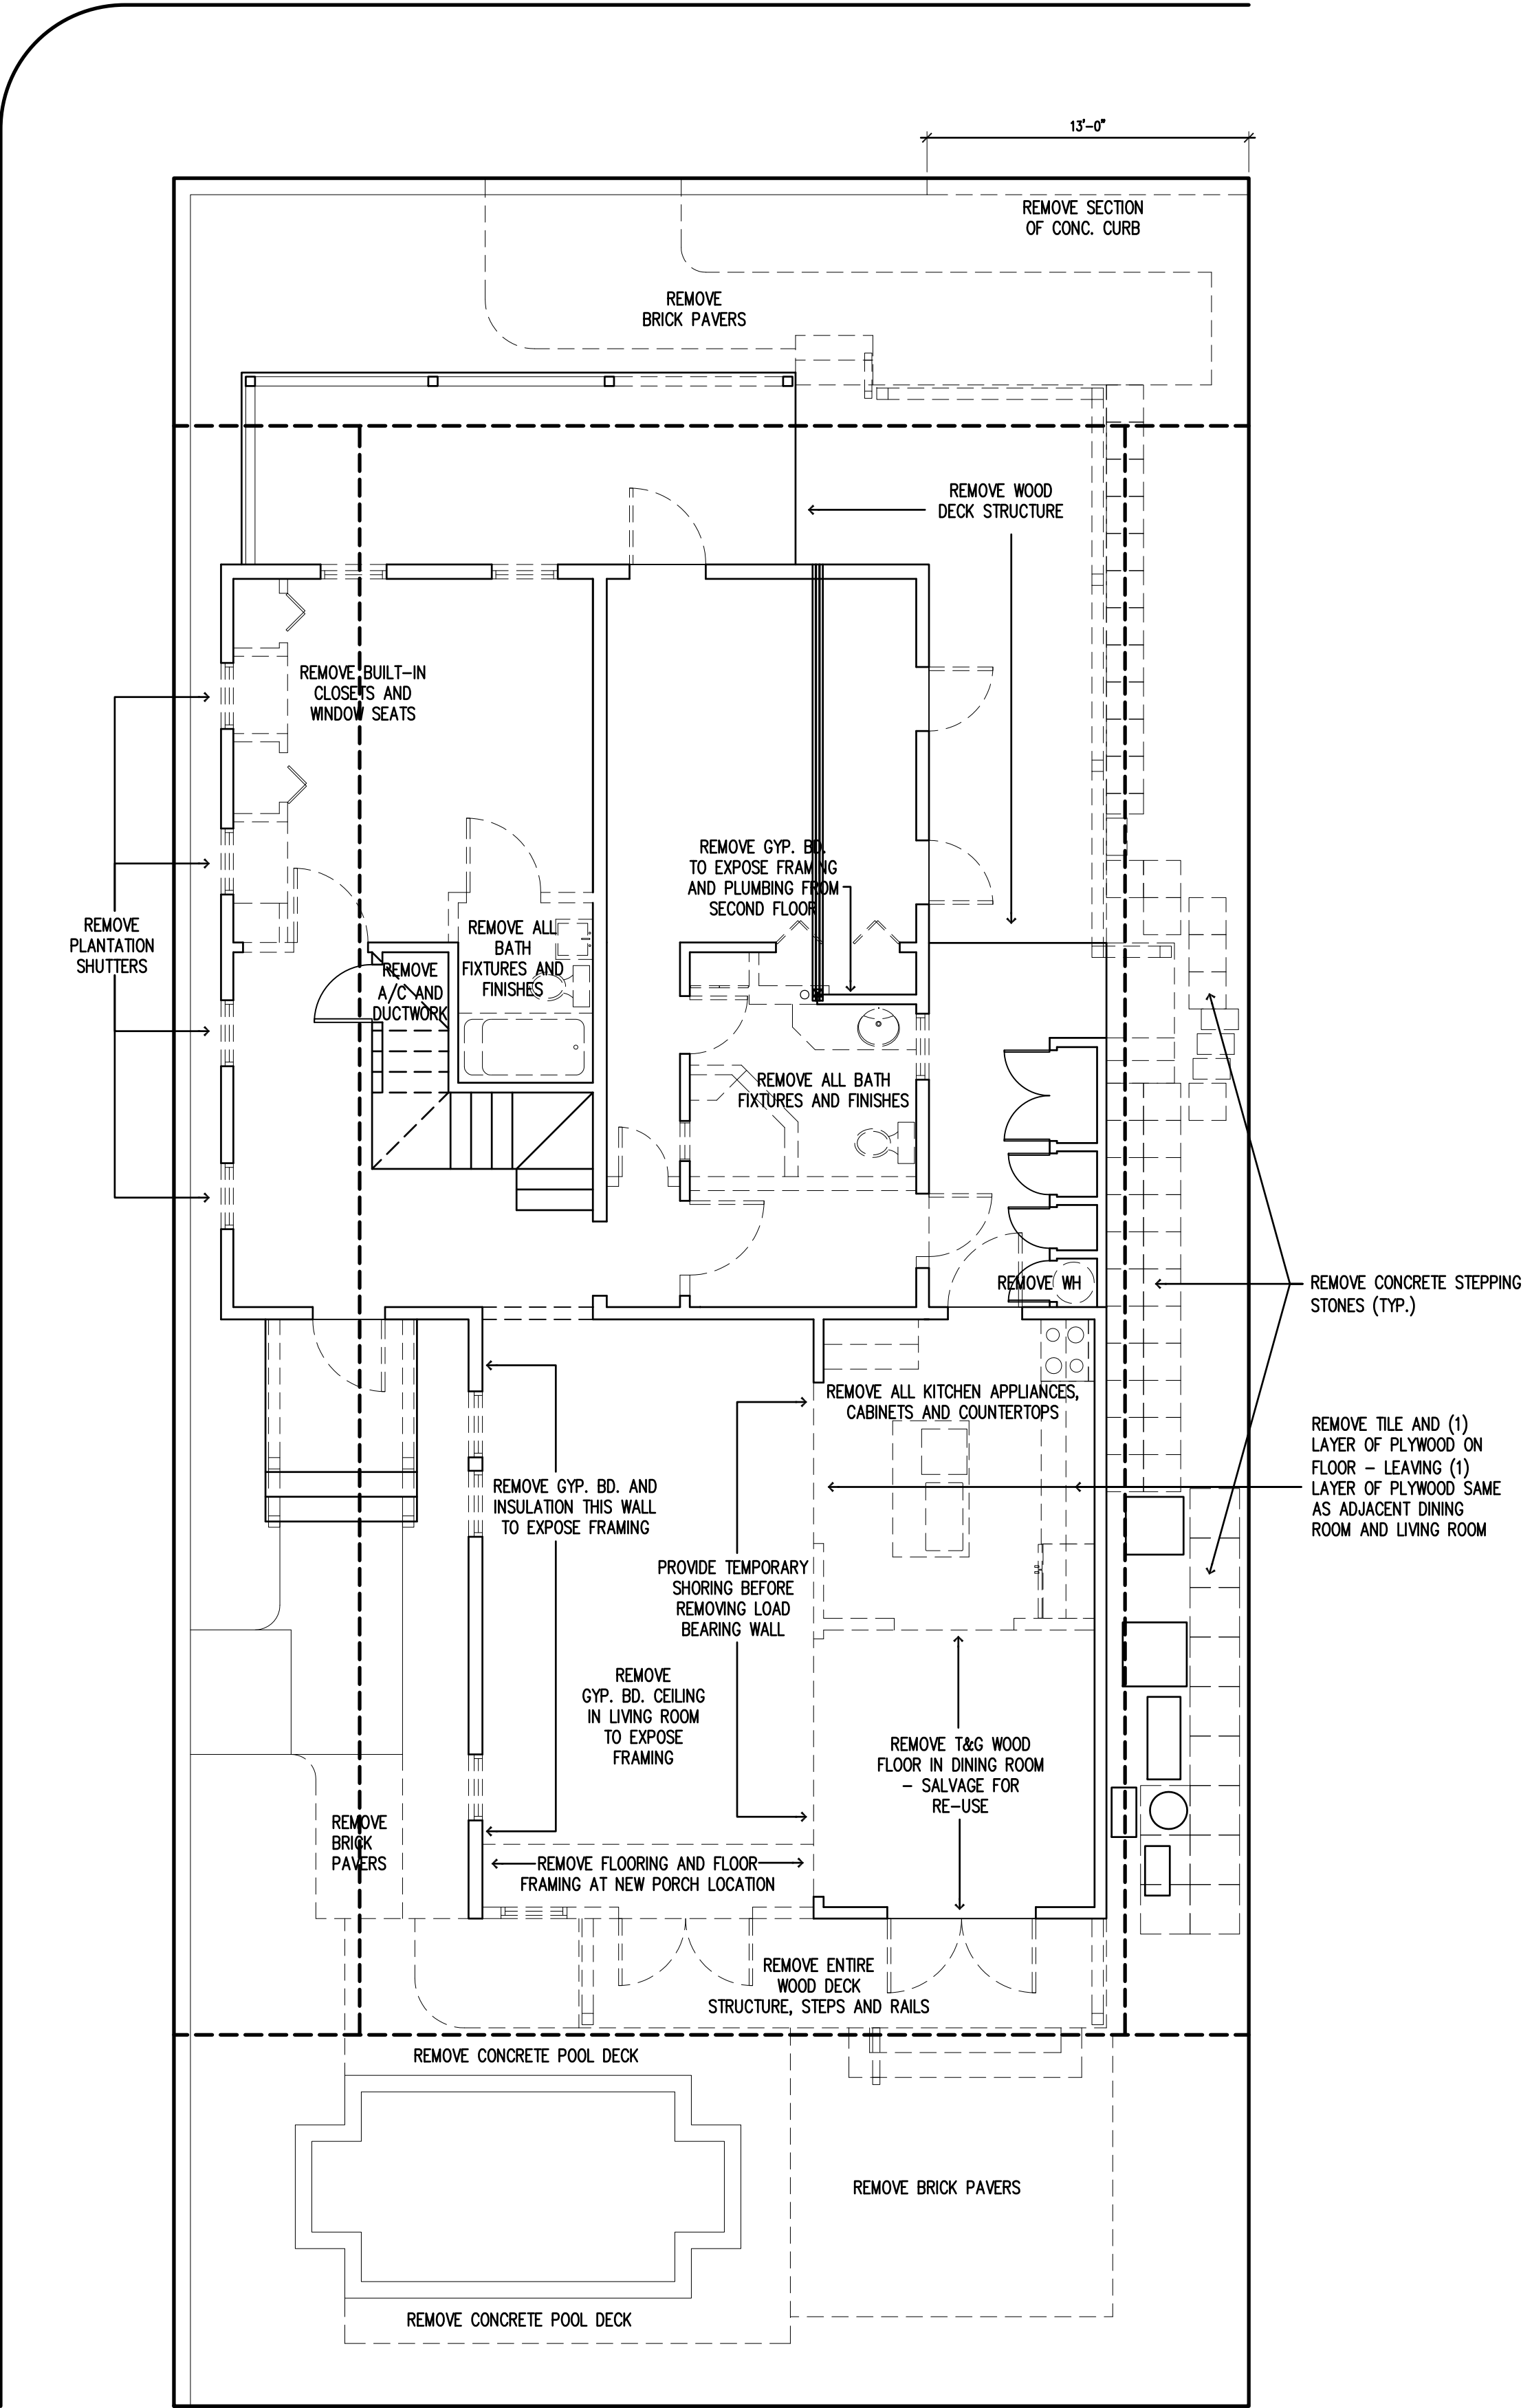 13'-0"
REMOVE SECTION
OF CONC. CURB
REMOVE
BRICK PAVERS
REMOVE WOOD
DECK STRUCTURE
REMOVE BUILT-IN
CLOSETS AND
WINDOW SEATS
REMOVE GYP. BD.
TO EXPOSE FRAMING
AND PLUMBING FROM
SECOND FLOOR
REMOVE
PLANTATION
SHUTTERS
REMOVE ALL
BATH
FIXTURES AND
FINISHES
REMOVE
A/C AND
DUCTWORK
REMOVE ALL BATH
FIXTURES AND FINISHES
REMOVE WH
REMOVE CONCRETE STEPPING
STONES (TYP.)
REMOVE ALL KITCHEN APPLIANCES,
CABINETS AND COUNTERTOPS
REMOVE TILE AND (1)
LAYER OF PLYWOOD ON
FLOOR - LEAVING (1)
LAYER OF PLYWOOD SAME
AS ADJACENT DINING
ROOM AND LIVING ROOM
REMOVE GYP. BD. AND
INSULATION THIS WALL
TO EXPOSE FRAMING
PROVIDE TEMPORARY
SHORING BEFORE
REMOVING LOAD
BEARING WALL
REMOVE
GYP. BD. CEILING
IN LIVING ROOM
TO EXPOSE
FRAMING
REMOVE T&G WOOD
FLOOR IN DINING ROOM
- SALVAGE FOR
RE-USE
REMOVE
BRICK
PAVERS
REMOVE FLOORING AND FLOOR
FRAMING AT NEW PORCH LOCATION
REMOVE ENTIRE
WOOD DECK
STRUCTURE, STEPS AND RAILS
REMOVE CONCRETE POOL DECK
REMOVE BRICK PAVERS
REMOVE CONCRETE POOL DECK